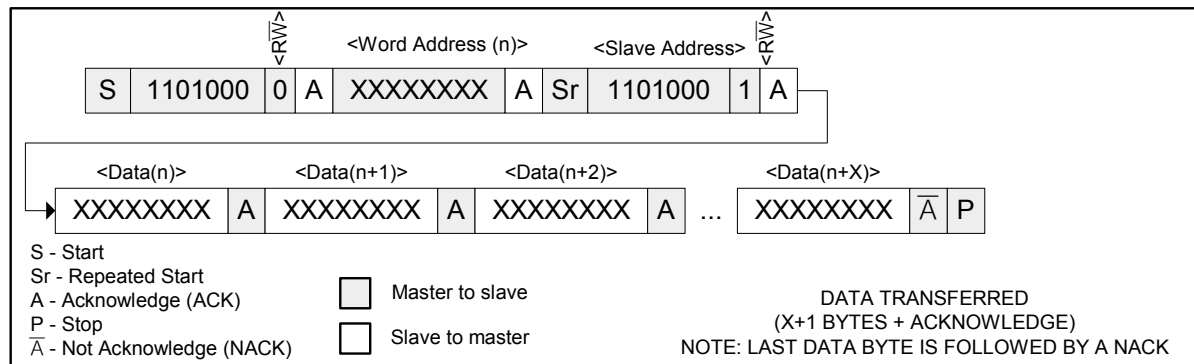 <RW̅> <Word Address (n)> <Slave Address> <RW̅>
S 1101000 0 A XXXXXXXX A Sr 1101000 1 A
<Data(n)> <Data(n+1)> <Data(n+2)> <Data(n+X)>
XXXXXXXX A XXXXXXXX A XXXXXXXX A ... XXXXXXXX A̅ P
S - Start
Sr - Repeated Start
A - Acknowledge (ACK)
P - Stop
A̅ - Not Acknowledge (NACK)
Master to slave
Slave to master
DATA TRANSFERRED
(X+1 BYTES + ACKNOWLEDGE)
NOTE: LAST DATA BYTE IS FOLLOWED BY A NACK